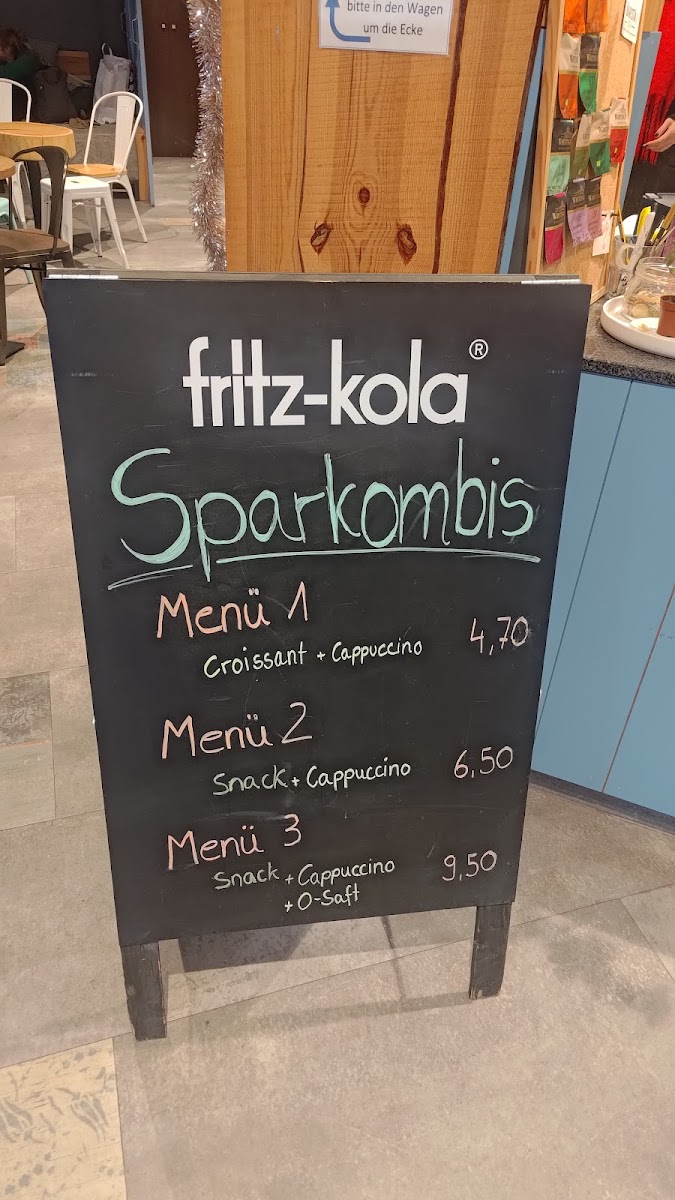 bitte in den Wagen
um die Ecke
fritz-kola®
Sparkombis
Menü 1
Croissant + Cappuccino 4,70
Menü 2
Snack + Cappuccino 6,50
Menü 3
Snack + Cappuccino 9,50
+ O-Saft